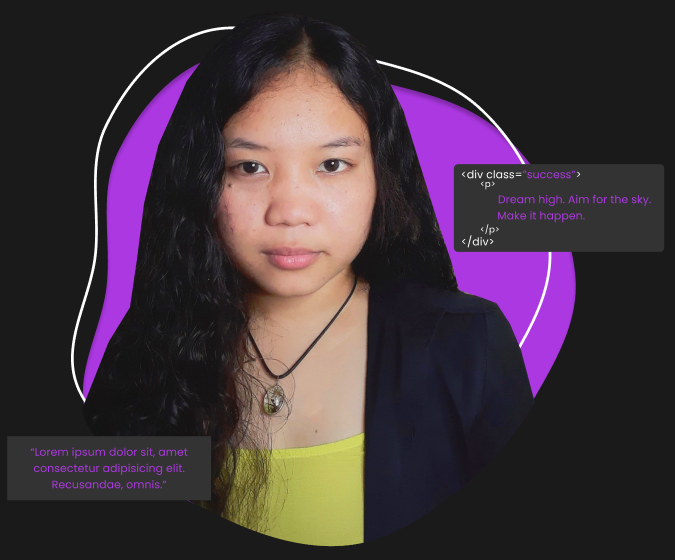 <div class="success">
<p>
Dream high. Aim for the sky.
Make it happen.
</p>
</div>
"Lorem ipsum dolor sit, amet
consectetur adipisicing elit.
Recusandae, omnis."